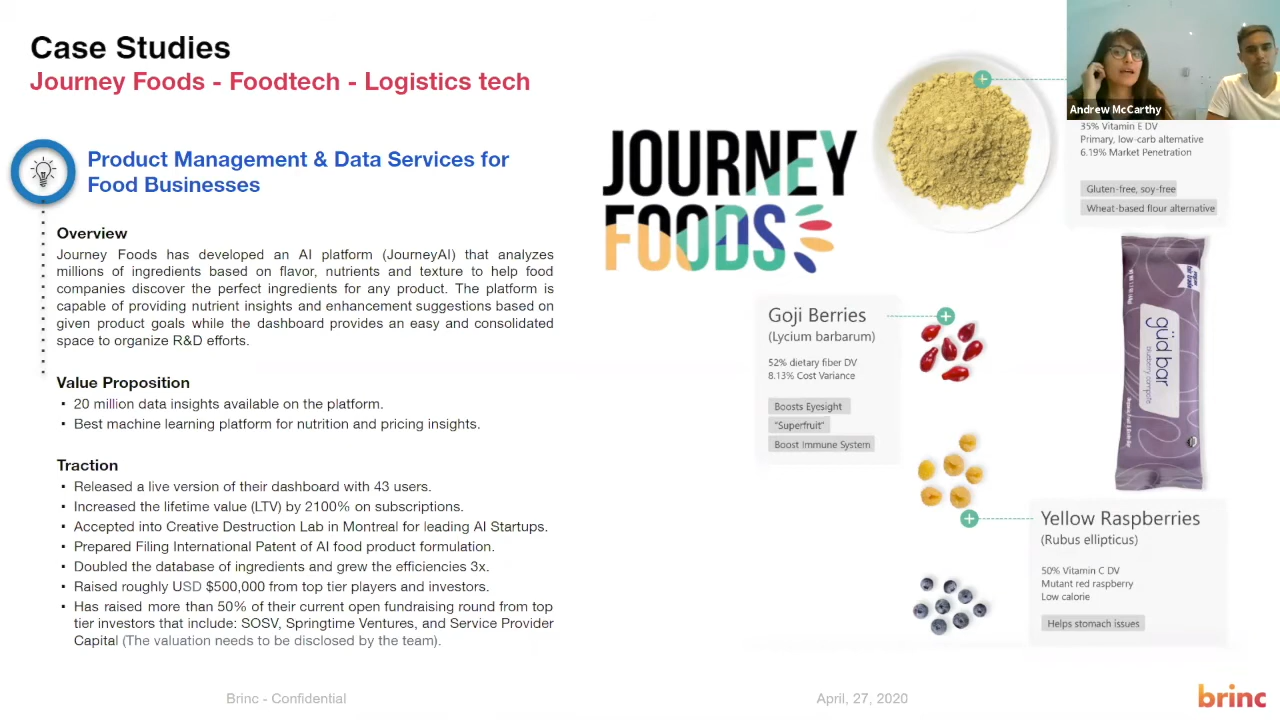 Case Studies
Journey Foods - Foodtech - Logistics tech
Product Management & Data Services for
Food Businesses
Overview
Journey Foods has developed an AI platform (JourneyAI) that analyzes
millions of ingredients based on flavor, nutrients and texture to help food
companies discover the perfect ingredients for any product. The platform is
capable of providing nutrient insights and enhancement suggestions based on
given product goals while the dashboard provides an easy and consolidated
space to organize R&D efforts.
Value Proposition
▪ 20 million data insights available on the platform.
▪ Best machine learning platform for nutrition and pricing insights.
Traction
▪ Released a live version of their dashboard with 43 users.
▪ Increased the lifetime value (LTV) by 2100% on subscriptions.
▪ Accepted into Creative Destruction Lab in Montreal for leading AI Startups.
▪ Prepared Filing International Patent of AI food product formulation.
▪ Doubled the database of ingredients and grew the efficiencies 3x.
▪ Raised roughly USD $500,000 from top tier players and investors.
▪ Has raised more than 50% of their current open fundraising round from top
tier investors that include: SOSV, Springtime Ventures, and Service Provider
Capital (The valuation needs to be disclosed by the team).
JOURNEY
FOODS
Andrew McCarthy
35% Vitamin E DV
Primary, low-carb alternative
6.19% Market Penetration
Gluten-free, soy-free
Wheat-based flour alternative
Goji Berries
(Lycium barbarum)
52% dietary fiber DV
8.13% Cost Variance
Boosts Eyesight
"Superfruit"
Boost Immune System
güd bar
Yellow Raspberries
(Rubus ellipticus)
50% Vitamin C DV
Mutant red raspberry
Low calorie
Helps stomach issues
Brinc - Confidential
April, 27, 2020
brinc